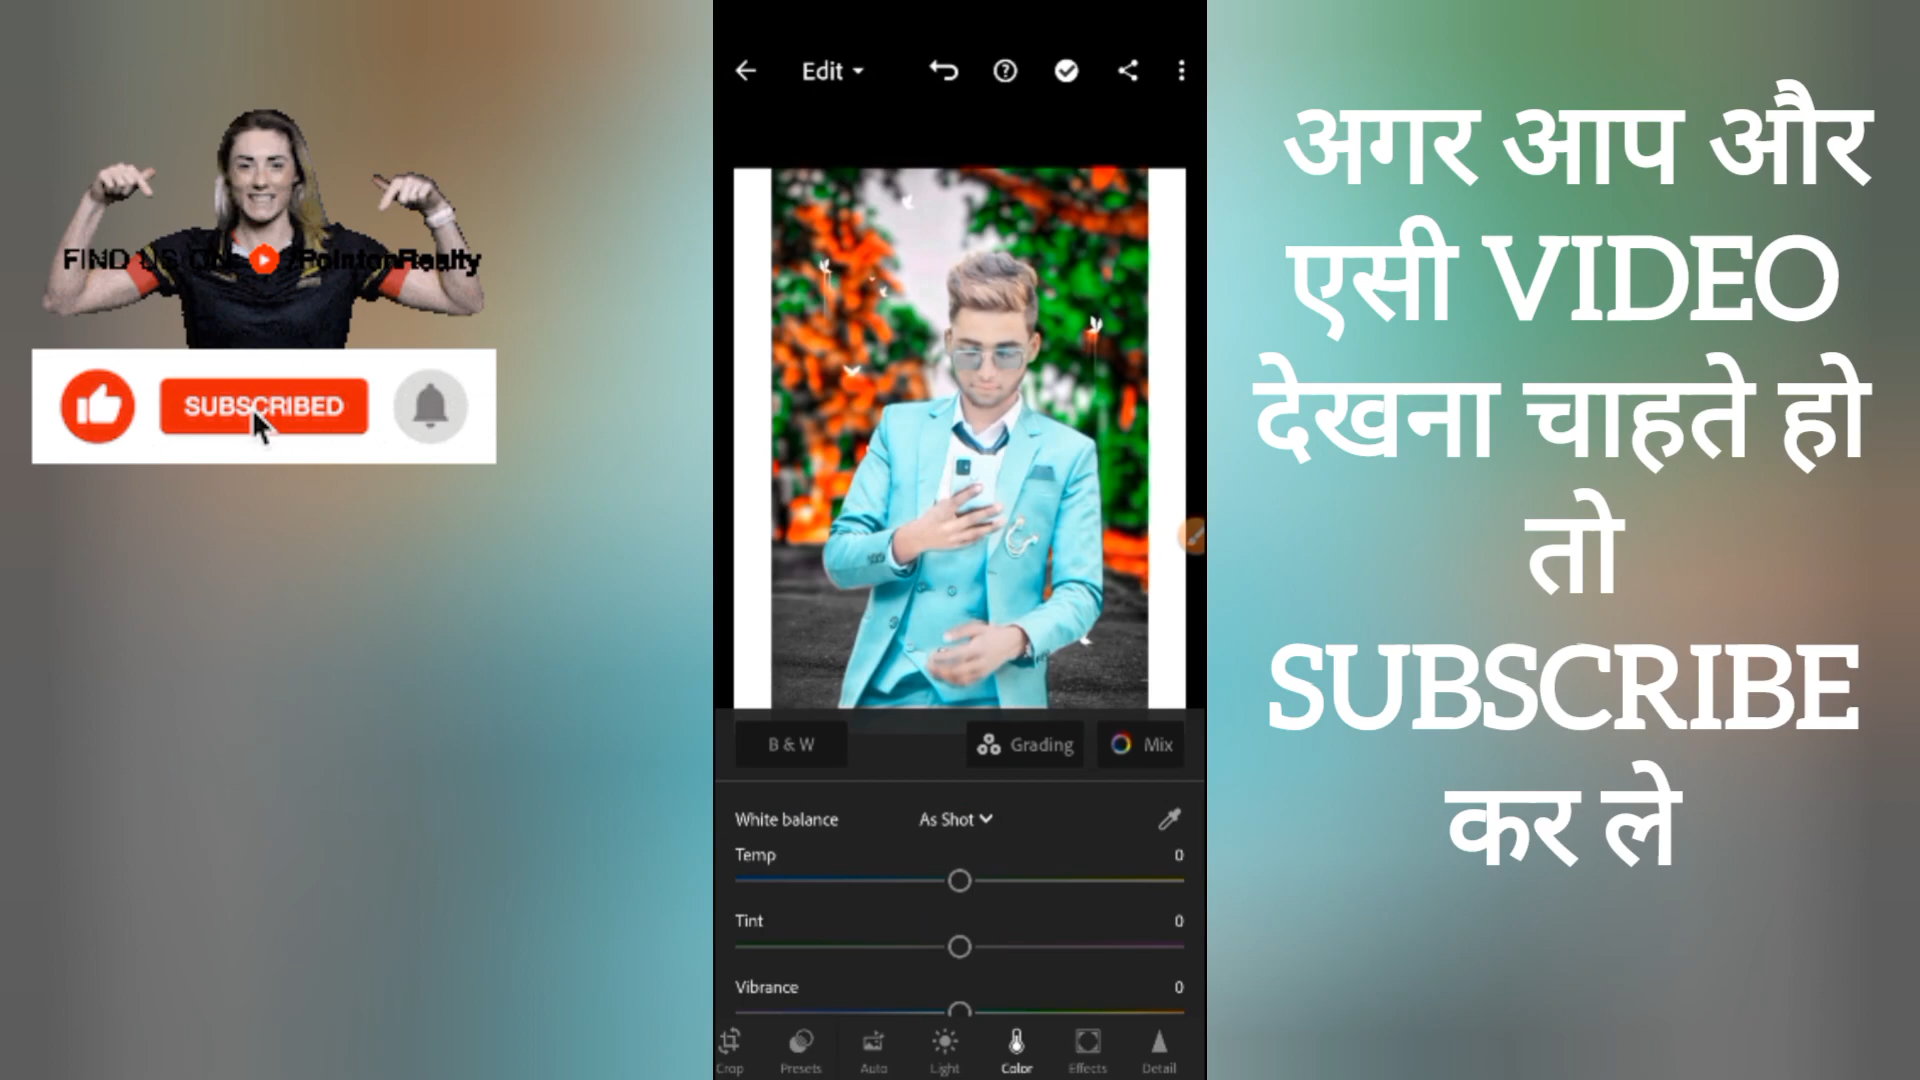 FIND US ON
SUBSCRIBED
Edit
B & W
Grading
Mix
White balance
As Shot
Temp
0
Tint
0
Vibrance
0
Crop
Presets
Auto
Light
Color
Effects
Detail
अगर आप और
एसी VIDEO
देखना चाहते हो
तो
SUBSCRIBE
कर ले